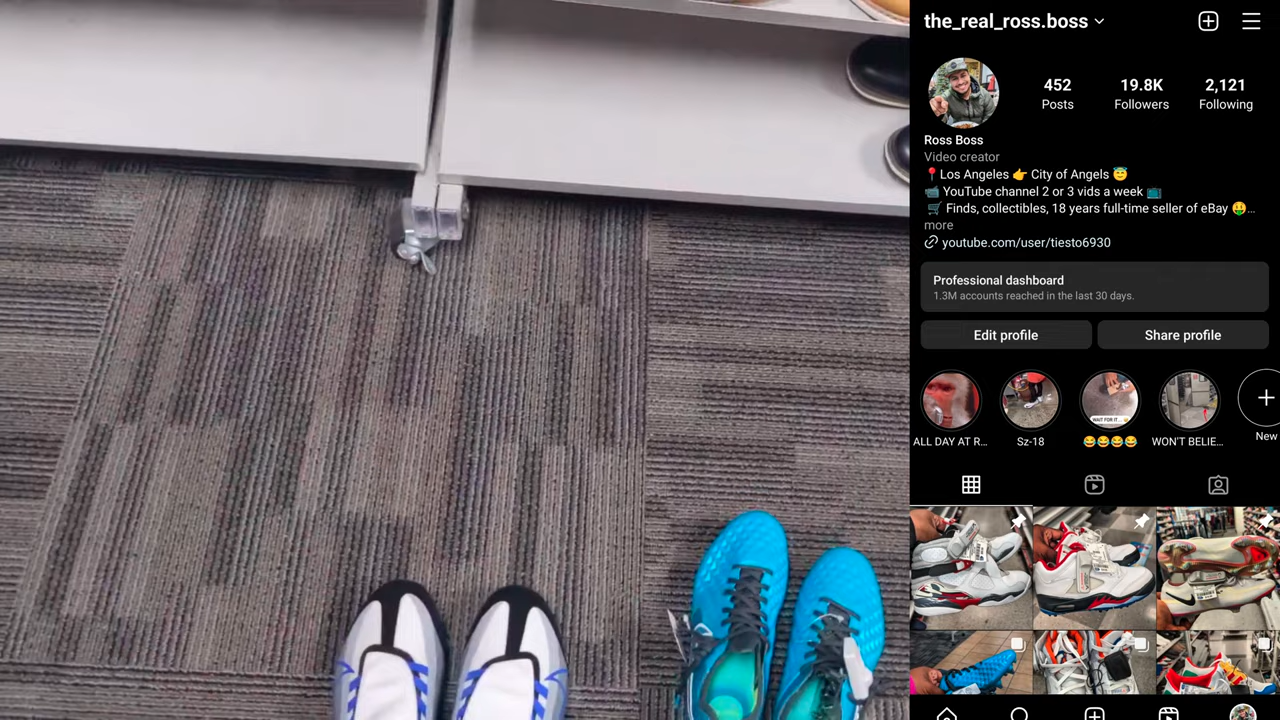 the_real_ross.boss
452
19.8K
2,121
Posts
Followers
Following
Ross Boss
Video creator
📍Los Angeles 👉 City of Angels 😇
📹 YouTube channel 2 or 3 vids a week 📺
🛒 Finds, collectibles, 18 years full-time seller of eBay 🤑...
more
youtube.com/user/tiesto6930
Professional dashboard
1.3M accounts reached in the last 30 days.
Edit profile
Share profile
WAIT FOR IT...
ALL DAY AT R...
Sz-18
😂😂😂😂
WON'T BELIE...
New